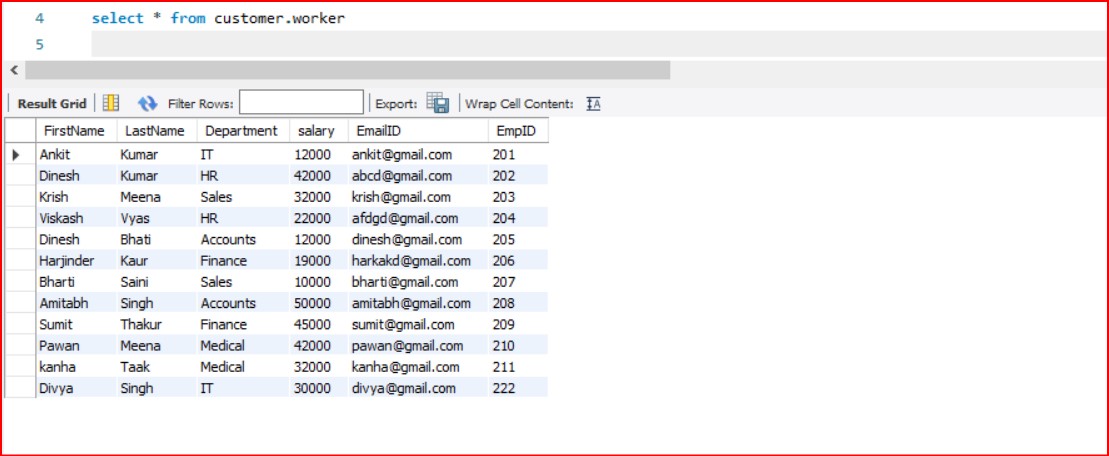 4 select * from customer.worker
5
Result Grid Filter Rows: Export: Wrap Cell Content:
FirstName LastName Department salary EmailID EmpID
Ankit Kumar IT 12000 ankit@gmail.com 201
Dinesh Kumar HR 42000 abcd@gmail.com 202
Krish Meena Sales 32000 krish@gmail.com 203
Viskash Vyas HR 22000 afdgd@gmail.com 204
Dinesh Bhati Accounts 12000 dinesh@gmail.com 205
Harjinder Kaur Finance 19000 harkakd@gmail.com 206
Bharti Saini Sales 10000 bharti@gmail.com 207
Amitabh Singh Accounts 50000 amitabh@gmail.com 208
Sumit Thakur Finance 45000 sumit@gmail.com 209
Pawan Meena Medical 42000 pawan@gmail.com 210
kanha Taak Medical 32000 kanha@gmail.com 211
Divya Singh IT 30000 divya@gmail.com 222